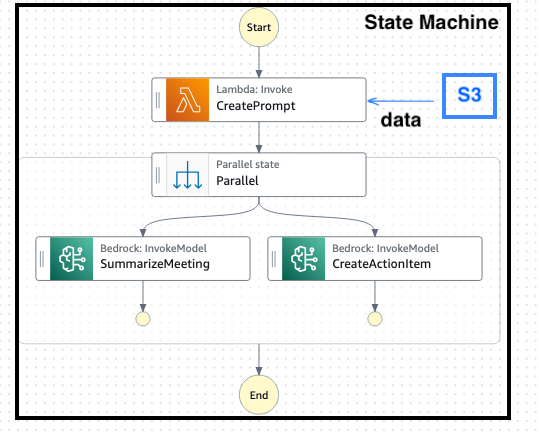 Start
State Machine
Lambda: Invoke
CreatePrompt
S3
data
Parallel state
Parallel
Bedrock: InvokeModel
SummarizeMeeting
Bedrock: InvokeModel
CreateActionItem
End